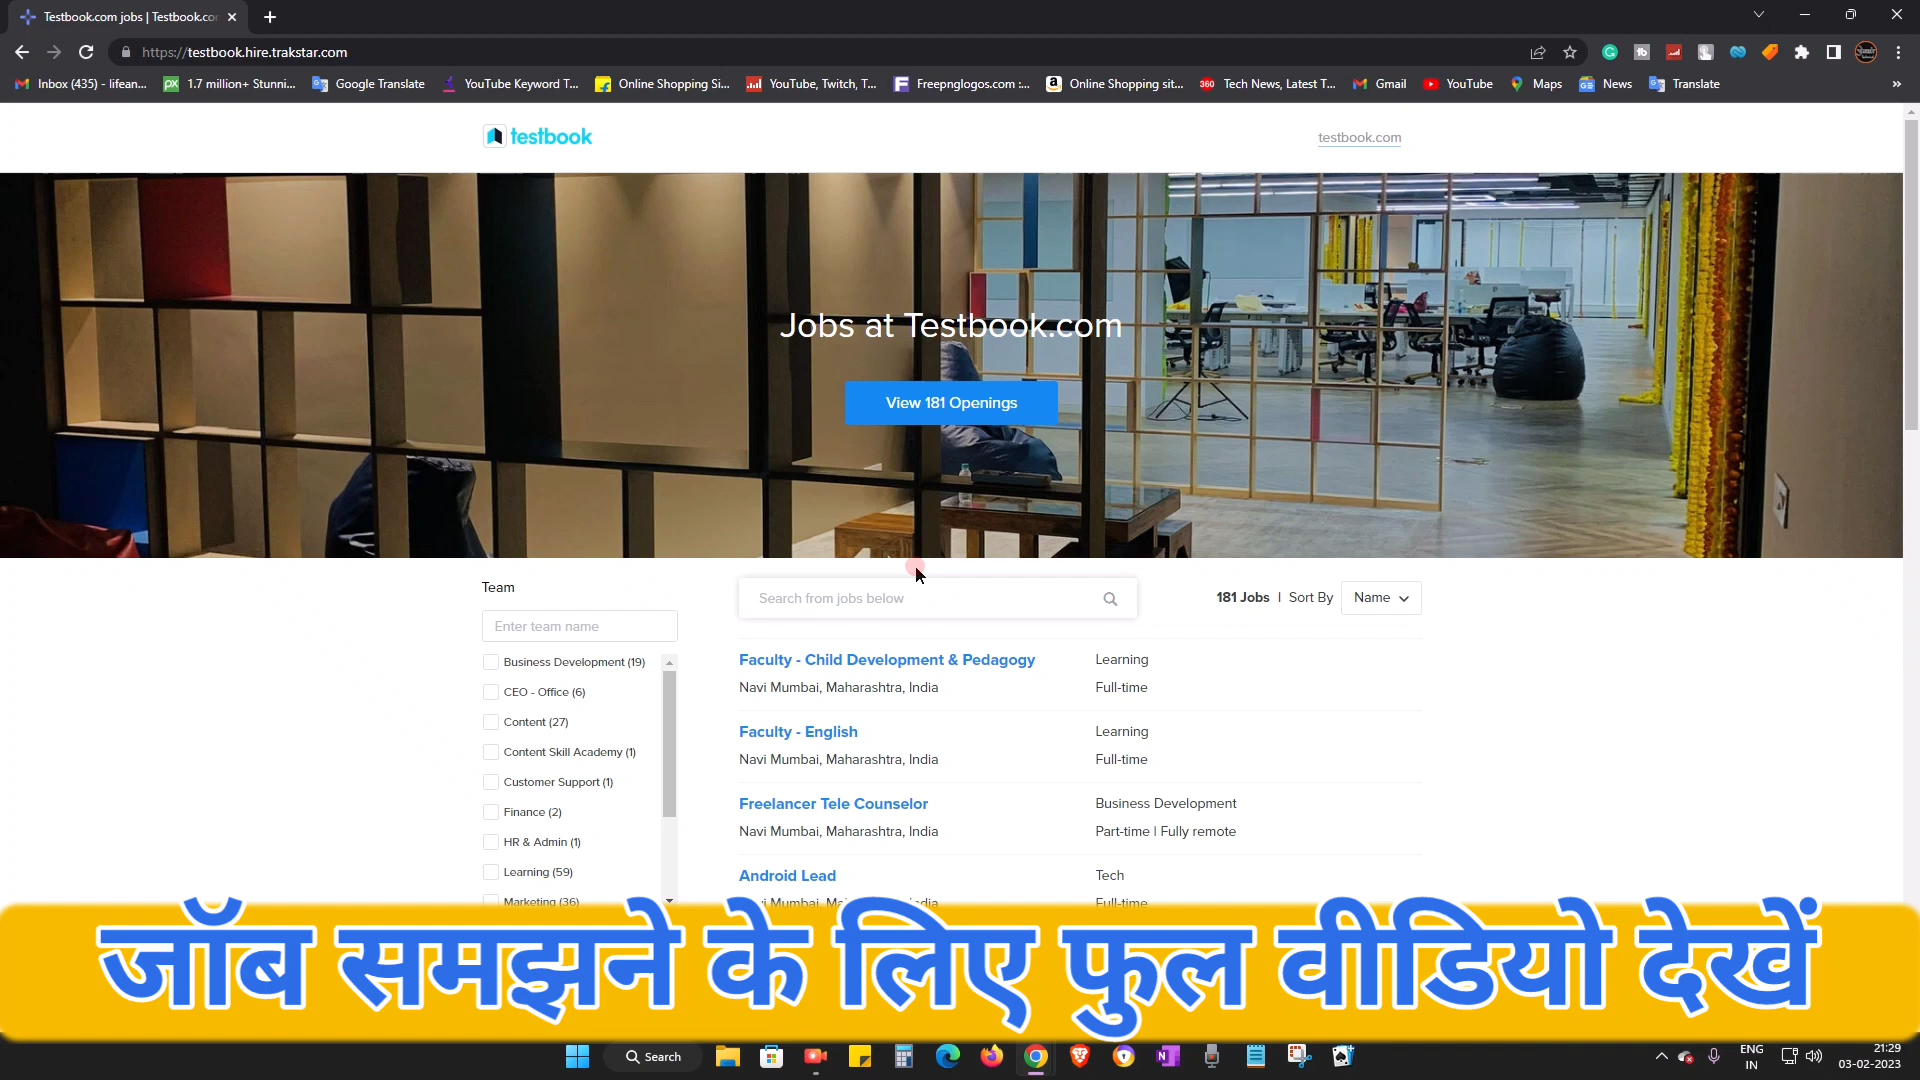 Testbook.com jobs | Testbook.co
https://testbook.hire.trakstar.com
Inbox (435) - lifean... 1.7 million+ Stunni... Google Translate YouTube Keyword T... Online Shopping Si... YouTube, Twitch, T... Freepnglogos.com :... Online Shopping sit... Tech News, Latest T... Gmail YouTube Maps News Translate
testbook
testbook.com
Jobs at Testbook.com
View 181 Openings
Team
Enter team name
Business Development (19)
CEO - Office (6)
Content (27)
Content Skill Academy (1)
Customer Support (1)
Finance (2)
HR & Admin (1)
Learning (59)
Marketing (36)
Search from jobs below
181 Jobs | Sort By Name
Faculty - Child Development & Pedagogy Learning
Navi Mumbai, Maharashtra, India Full-time
Faculty - English Learning
Navi Mumbai, Maharashtra, India Full-time
Freelancer Tele Counselor Business Development
Navi Mumbai, Maharashtra, India Part-time | Fully remote
Android Lead Tech
Full-time
जॉब समझने के लिए फुल वीडियो देखें
Search
ENG
IN
21:29
03-02-2023